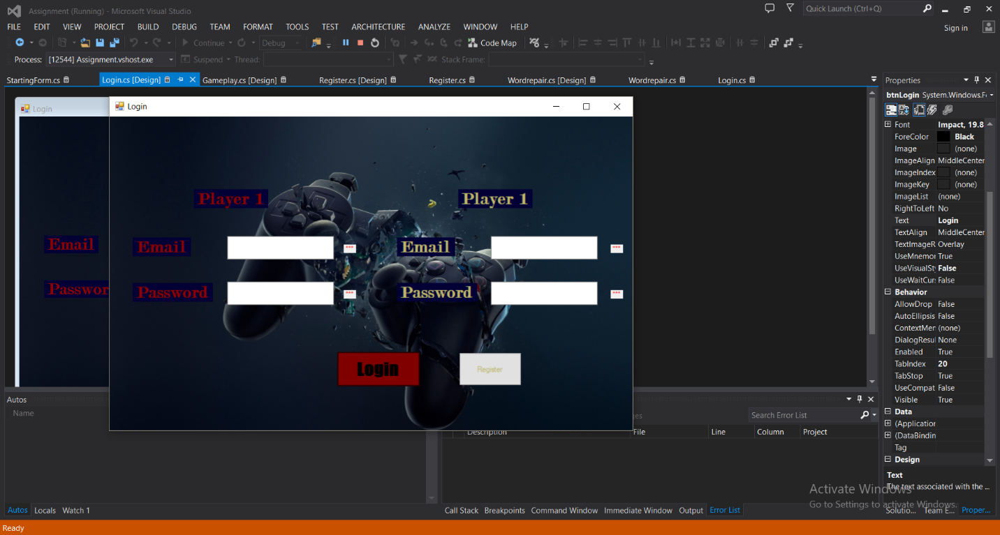 Assignment (Running) - Microsoft Visual Studio
Quick Launch (Ctrl+Q)
FILE EDIT VIEW PROJECT BUILD DEBUG TEAM FORMAT TOOLS TEST ARCHITECTURE ANALYZE WINDOW HELP
Sign in
Continue Debug Code Map
Process: [12544] Assignment.vshost.exe Suspend Thread: Stack Frame:
StartingForm.cs Login.cs [Design] Gameplay.cs [Design] Register.cs [Design] Register.cs Wordrepair.cs [Design] Wordrepair.cs Login.cs
Login
Email
Passwor
Login
Player 1 Player 1
Email *** Email ***
Password *** Password ***
Login Register
Properties
btnLogin System.Windows.F
Font Impact, 19.8
ForeColor Black
Image (none)
ImageAlign MiddleCenter
ImageIndex (none)
ImageKey (none)
ImageList (none)
RightToLeft No
Text Login
TextAlign MiddleCenter
TextImageR Overlay
UseMnemor True
UseVisualSt False
UseWaitCur False
Behavior
AllowDrop False
AutoEllipsis False
ContextMer (none)
DialogResul None
Enabled True
TabIndex 20
TabStop True
UseCompat False
Visible True
Data
(Application
(DataBindin
Tag
Design
Text
The text associated with the ...
Autos
Name
Search Error List
Description File Line Column Project
Activate Windows
Go to Settings to activate Windows.
Autos Locals Watch 1
Call Stack Breakpoints Command Window Immediate Window Output Error List
Solutio... Team E... Proper...
Ready